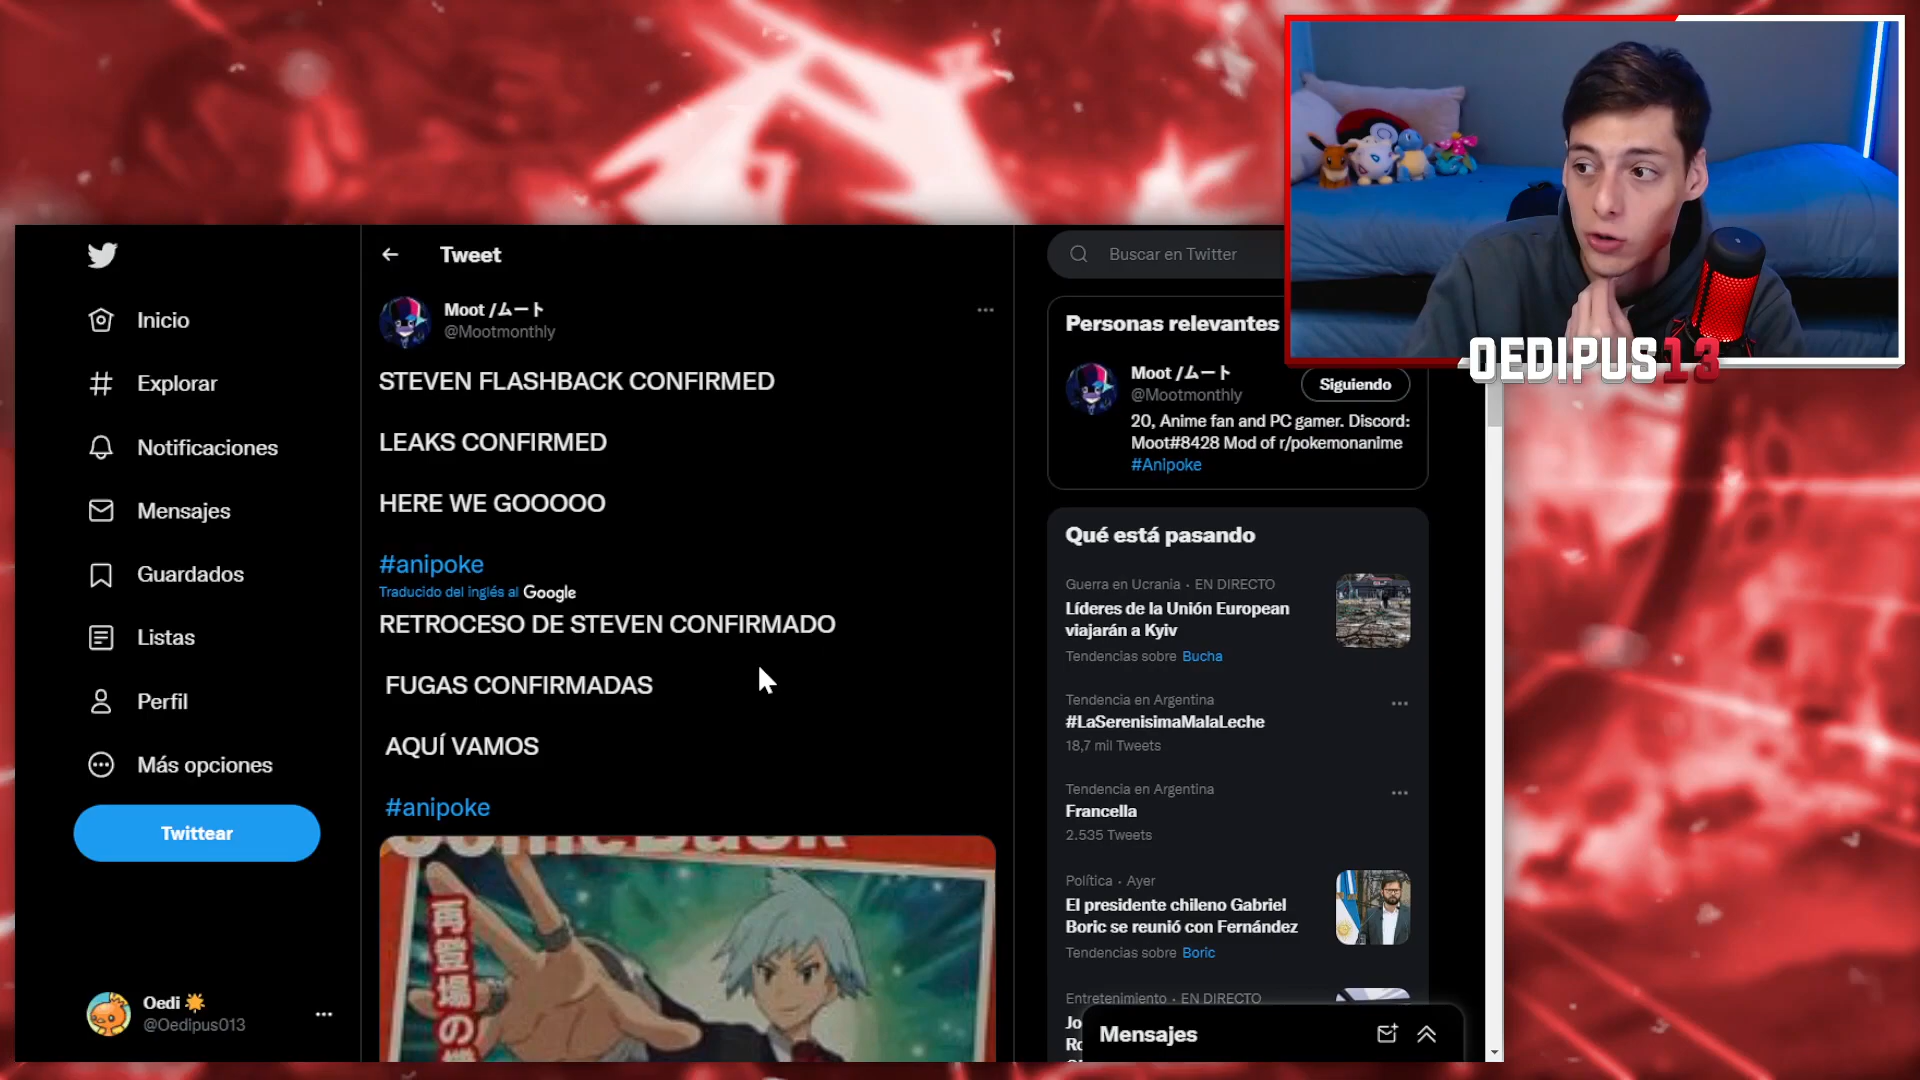 Inicio
Explorar
Notificaciones
Mensajes
Guardados
Listas
Perfil
Más opciones
Twittear
Oedi
@Oedipus013
Tweet
Moot /ムート
@Mootmonthly
STEVEN FLASHBACK CONFIRMED
LEAKS CONFIRMED
HERE WE GOOOOO
#anipoke
Traducido del inglés al Google
RETROCESO DE STEVEN CONFIRMADO
FUGAS CONFIRMADAS
AQUÍ VAMOS
#anipoke
再登場の
Buscar en Twitter
Personas relevantes
Moot /ムート
@Mootmonthly
Siguiendo
20, Anime fan and PC gamer. Discord:
Moot#8428 Mod of r/pokemonanime
#Anipoke
Qué está pasando
Guerra en Ucrania · EN DIRECTO
Líderes de la Unión European
viajarán a Kyiv
Tendencias sobre Bucha
Tendencia en Argentina
#LaSerenisimaMalaLeche
18,7 mil Tweets
Tendencia en Argentina
Francella
2.535 Tweets
Política · Ayer
El presidente chileno Gabriel
Boric se reunió con Fernández
Tendencias sobre Boric
Entretenimiento · EN DIRECTO
Mensajes
OEDIPUS13